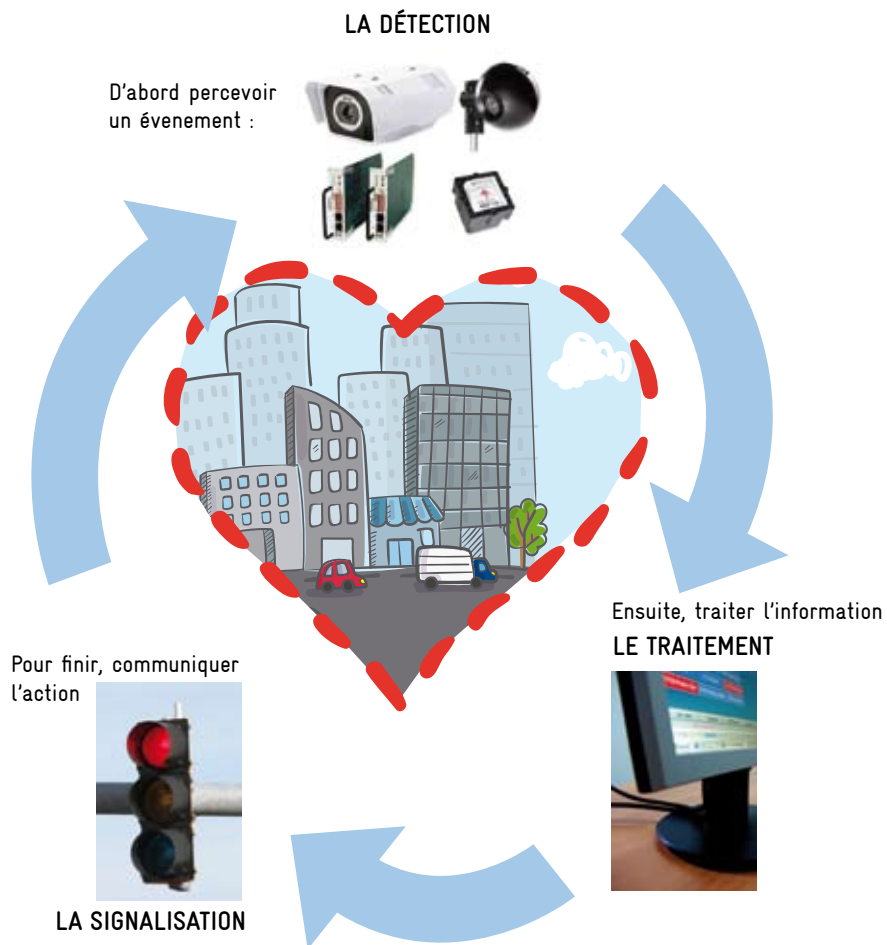 LA DÉTECTION
D'abord percevoir
un évenement :
Ensuite, traiter l'information
LE TRAITEMENT
Pour finir, communiquer
l'action
LA SIGNALISATION